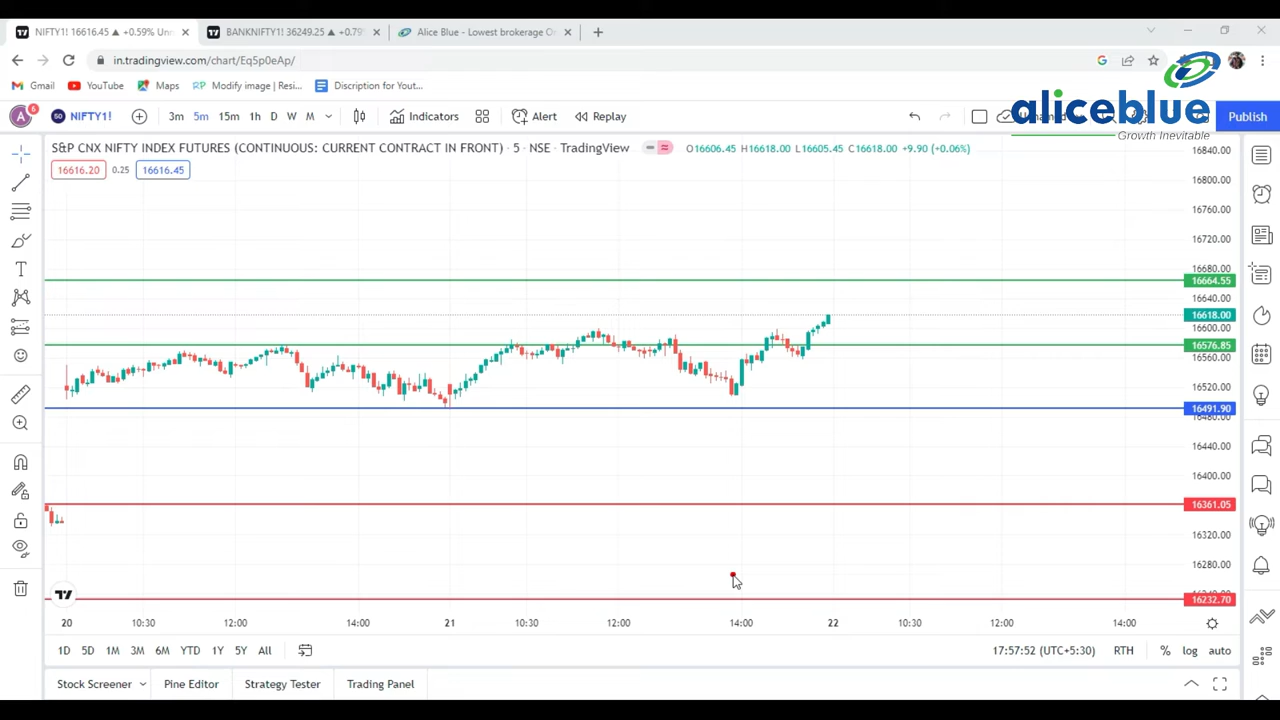 NIFTY1! 16616.45 ▲ +0.59% Unn
BANKNIFTY1! 36249.25 ▲ +0.79%
Alice Blue - Lowest brokerage On
in.tradingview.com/chart/Eq5p0eAp/
Gmail
YouTube
Maps
Modify image | Resi...
Discription for Yout...
aliceblue
Growth Inevitable
A
6
50
NIFTY1!
3m 5m 15m 1h D W M
Indicators
Alert
Replay
Publish
S&P CNX NIFTY INDEX FUTURES (CONTINUOUS: CURRENT CONTRACT IN FRONT) · 5 · NSE · TradingView
O16606.45 H16618.00 L16605.45 C16618.00 +9.90 (+0.06%)
16616.20 0.25 16616.45
16840.00
16800.00
16760.00
16720.00
16680.00
16664.55
16640.00
16618.00
16600.00
16576.85
16560.00
16520.00
16491.90
16480.00
16440.00
16400.00
16361.05
16320.00
16280.00
16232.70
20 10:30 12:00 14:00 21 10:30 12:00 14:00 22 10:30 12:00 14:00
1D 5D 1M 3M 6M YTD 1Y 5Y All
17:57:52 (UTC+5:30) RTH % log auto
Stock Screener
Pine Editor
Strategy Tester
Trading Panel